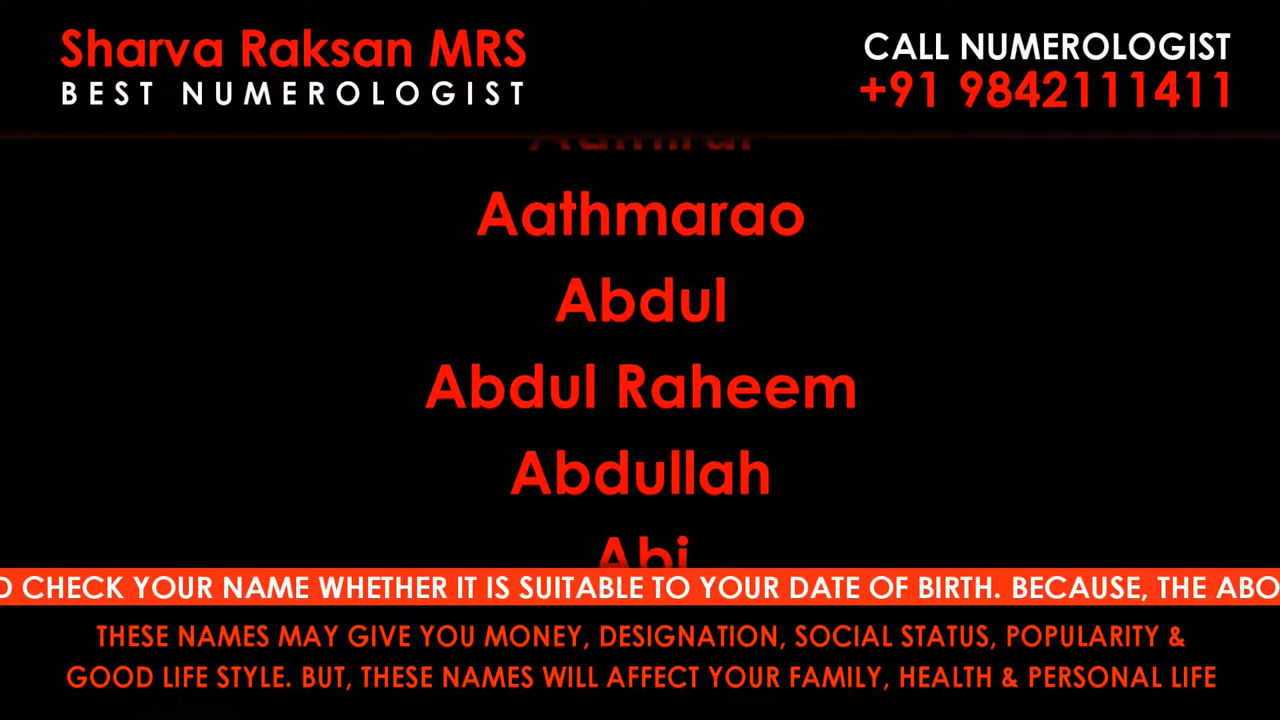 Sharva Raksan MRS
BEST NUMEROLOGIST
CALL NUMEROLOGIST
+91 9842111411
Aathmarao
Abdul
Abdul Raheem
Abdullah
Abi
CHECK YOUR NAME WHETHER IT IS SUITABLE TO YOUR DATE OF BIRTH. BECAUSE, THE ABO
THESE NAMES MAY GIVE YOU MONEY, DESIGNATION, SOCIAL STATUS, POPULARITY &
GOOD LIFE STYLE. BUT, THESE NAMES WILL AFFECT YOUR FAMILY, HEALTH & PERSONAL LIFE